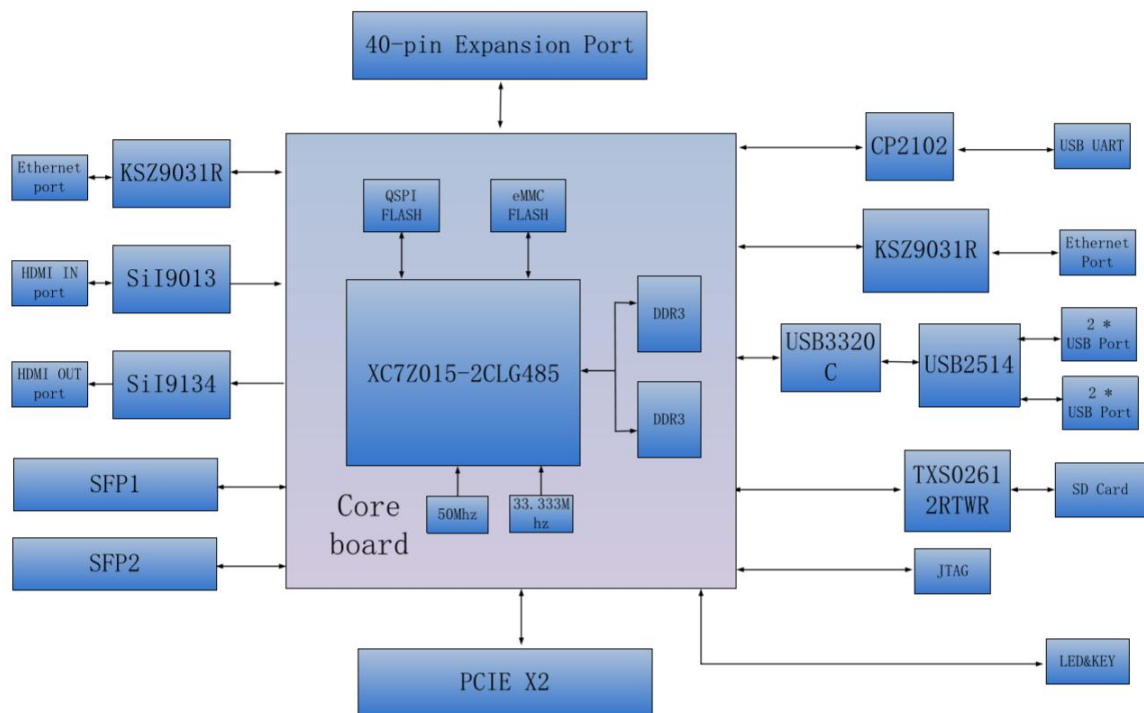 40-pin Expansion Port
Ethernet
port
KSZ9031R
HDMI IN
port
SiI9013
HDMI OUT
port
SiI9134
SFP1
SFP2
QSPI
FLASH
eMMC
FLASH
XC7Z015-2CLG485
DDR3
DDR3
50Mhz
33.333M
hz
Core
board
PCIE X2
CP2102
USB UART
KSZ9031R
Ethernet
Port
USB3320
C
USB2514
2 *
USB Port
2 *
USB Port
TXS0261
2RTWR
SD Card
JTAG
LED&KEY